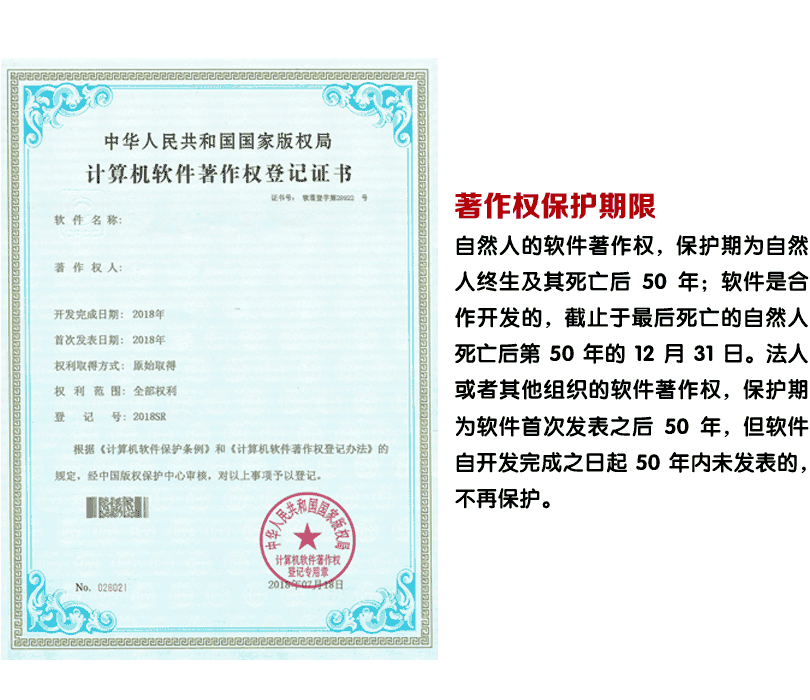 中华人民共和国国家版权局
计算机软件著作权登记证书
证书号： 软著登字第28922 号
软 件 名 称：
著 作 权 人：
开发完成日期： 2018年
首次发表日期： 2018年
权利取得方式： 原始取得
权 利 范 围： 全部权利
登 记 号： 2018SR
根据《计算机软件保护条例》和《计算机软件著作权登记办法》的
规定，经中国版权保护中心审核，对以上事项予以登记。
中华人民共和国国家版权局
计算机软件著作权
登记专用章
No. 028021
2018年07月18日
著作权保护期限
自然人的软件著作权，保护期为自然
人终生及其死亡后 50 年；软件是合
作开发的，截止于最后死亡的自然人
死亡后第 50 年的 12 月 31 日。法人
或者其他组织的软件著作权，保护期
为软件首次发表之后 50 年，但软件
自开发完成之日起 50 年内未发表的，
不再保护。